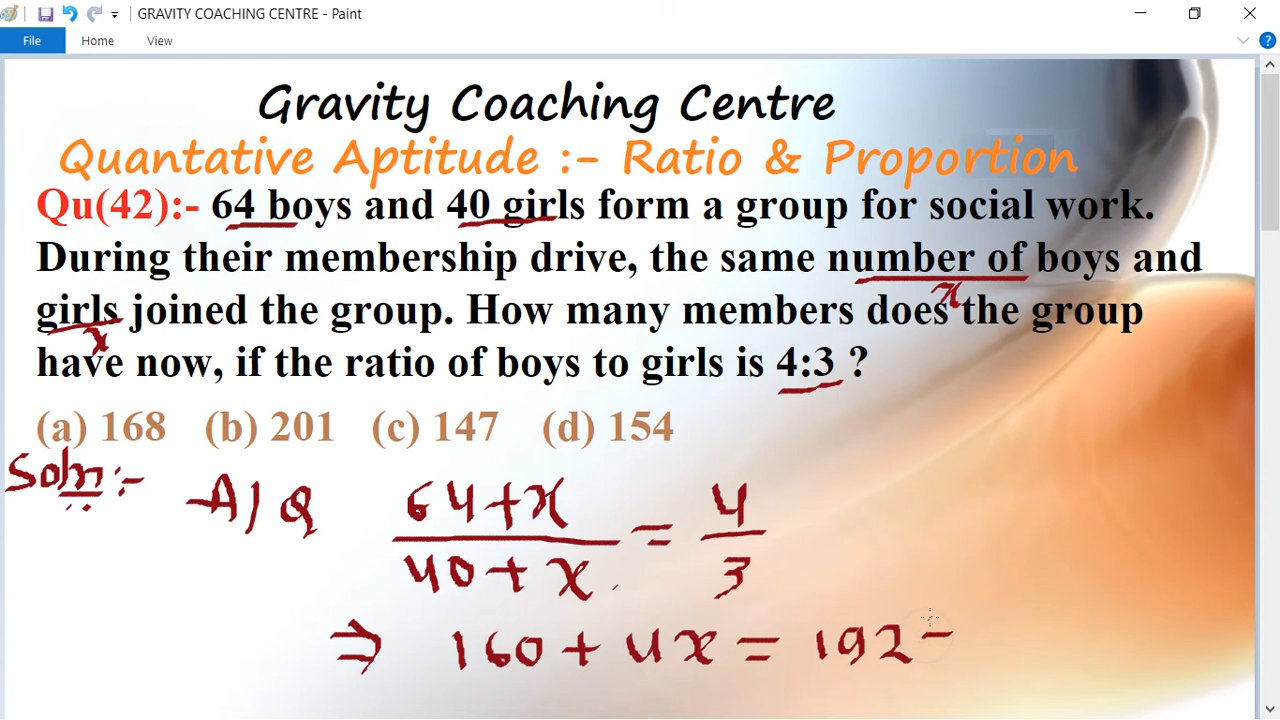 GRAVITY COACHING CENTRE - Paint
File Home View
Gravity Coaching Centre
Quantative Aptitude :- Ratio & Proportion
Qu(42):- 64 boys and 40 girls form a group for social work.
During their membership drive, the same number of boys and
x
girls joined the group. How many members does the group
x
have now, if the ratio of boys to girls is 4:3 ?
(a) 168 (b) 201 (c) 147 (d) 154
Soln:-
A/Q 64+x / 40+x = 4/3
⇒ 160+4x = 192-